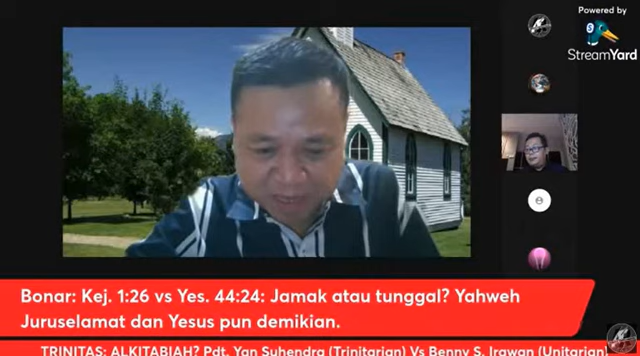 Powered by
StreamYard
Bonar: Kej. 1:26 vs Yes. 44:24: Jamak atau tunggal? Yahweh
Juruselamat dan Yesus pun demikian.
TRINITAS: ALKITABIAH? Pdt. Yan Suhendra (Trinitarian) Vs Benny S. Irawan (Unitarian)